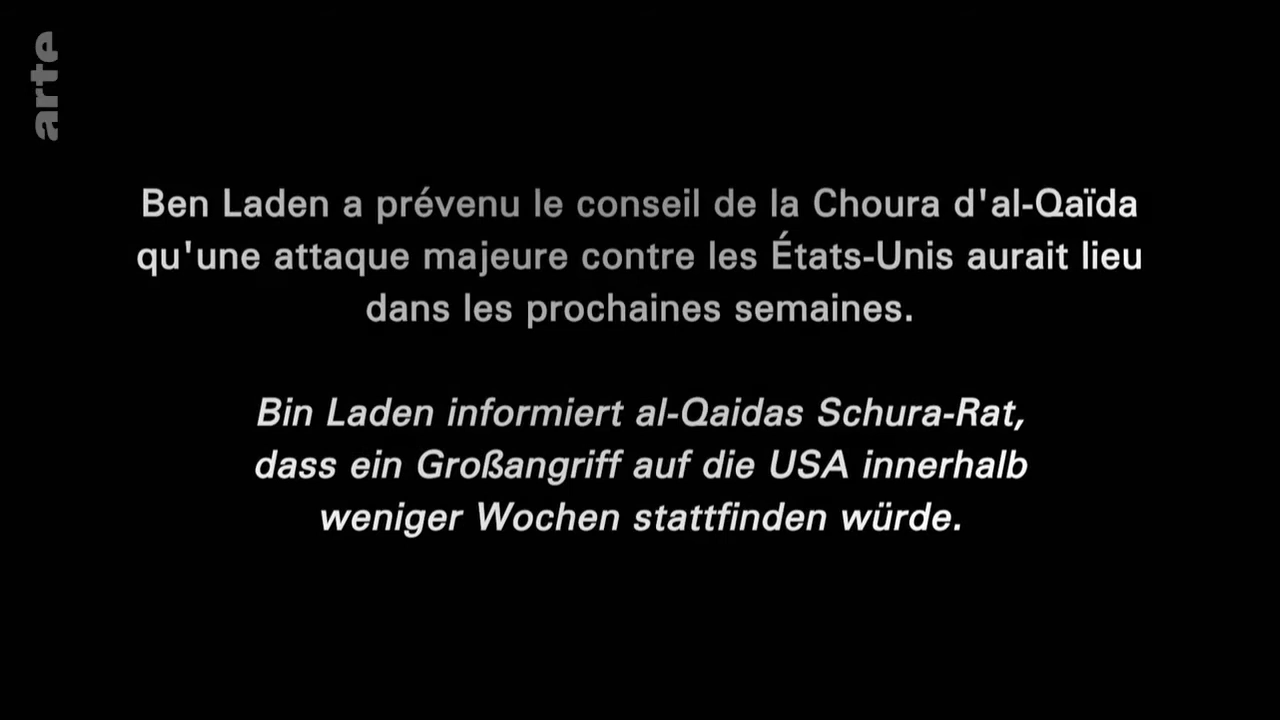 arte
Ben Laden a prévenu le conseil de la Choura d'al-Qaïda
qu'une attaque majeure contre les États-Unis aurait lieu
dans les prochaines semaines.
Bin Laden informiert al-Qaidas Schura-Rat,
dass ein Großangriff auf die USA innerhalb
weniger Wochen stattfinden würde.